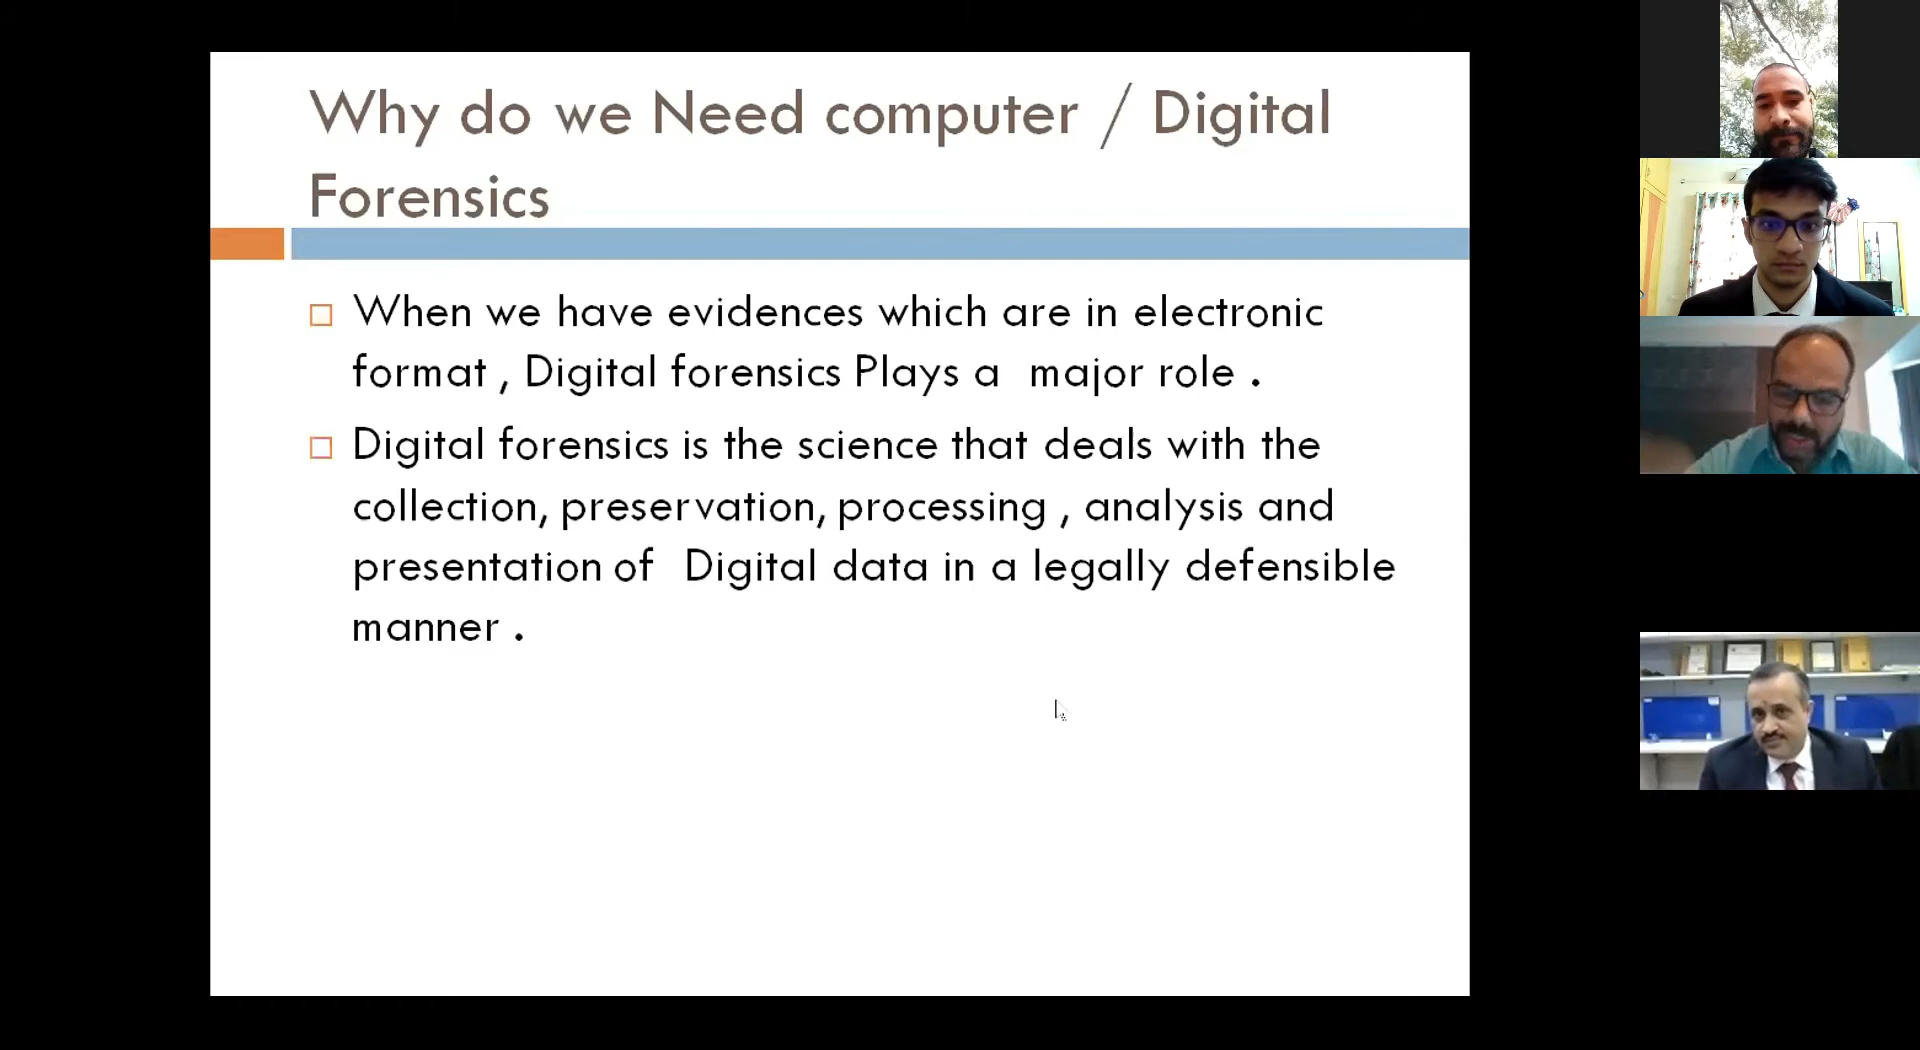 Why do we Need computer / Digital
Forensics
When we have evidences which are in electronic
format , Digital forensics Plays a major role .
Digital forensics is the science that deals with the
collection, preservation, processing , analysis and
presentation of Digital data in a legally defensible
manner .